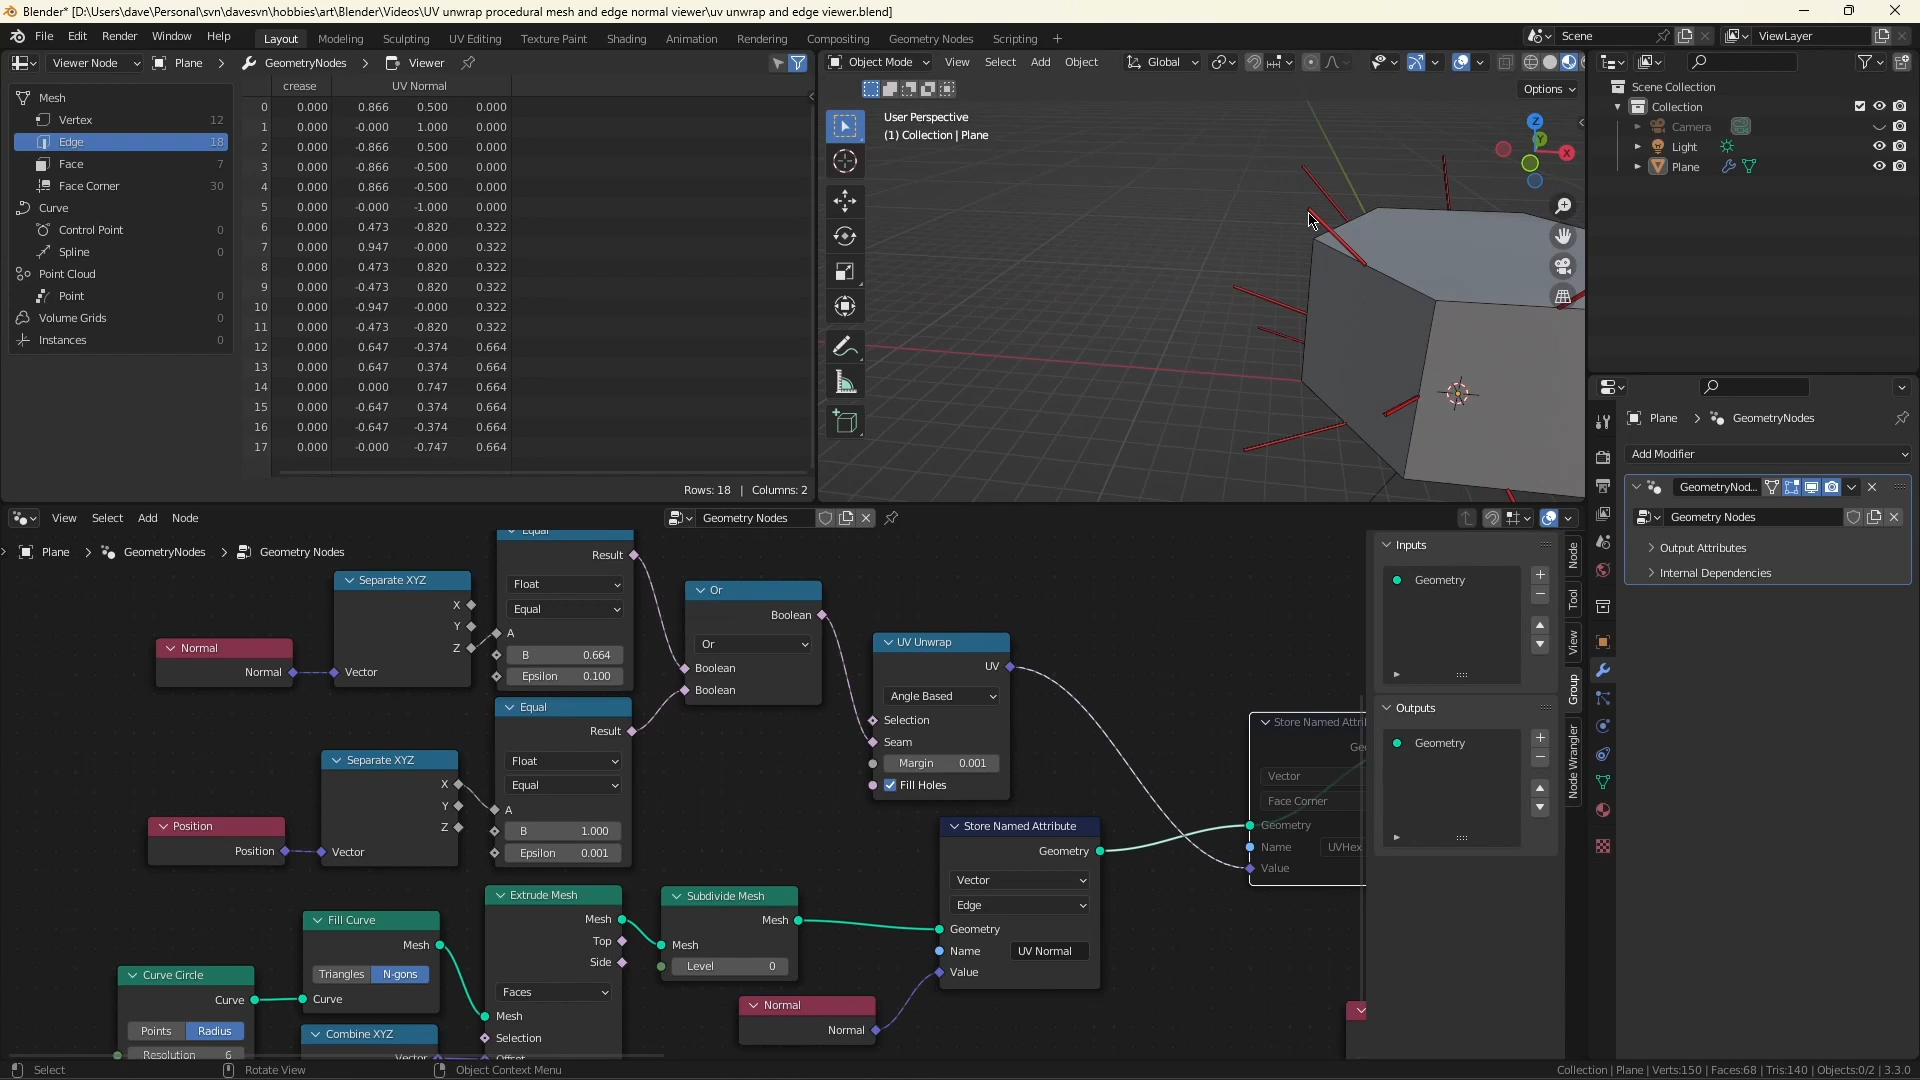 Blender* [D:\Users\dave\Personal\svn\davesvn\hobbies\art\Blender\Videos\UV unwrap procedural mesh and edge normal viewer\uv unwrap and edge viewer.blend]
File Edit Render Window Help Layout Modeling Sculpting UV Editing Texture Paint Shading Animation Rendering Compositing Geometry Nodes Scripting + Scene ViewLayer
Viewer Node Plane GeometryNodes Viewer
Mesh
Vertex 12
Edge 18
Face 7
Face Corner 30
Curve
Control Point 0
Spline 0
Point Cloud
Point 0
Volume Grids 0
Instances 0
crease UV Normal
0 0.000 0.866 0.500 0.000
1 0.000 -0.000 1.000 0.000
2 0.000 -0.866 0.500 0.000
3 0.000 -0.866 -0.500 0.000
4 0.000 0.866 -0.500 0.000
5 0.000 -0.000 -1.000 0.000
6 0.000 0.473 -0.820 0.322
7 0.000 0.947 -0.000 0.322
8 0.000 0.473 0.820 0.322
9 0.000 -0.473 0.820 0.322
10 0.000 -0.947 -0.000 0.322
11 0.000 -0.473 -0.820 0.322
12 0.000 0.647 -0.374 0.664
13 0.000 0.647 0.374 0.664
14 0.000 0.000 0.747 0.664
15 0.000 -0.647 0.374 0.664
16 0.000 -0.647 -0.374 0.664
17 0.000 -0.000 -0.747 0.664
Rows: 18 | Columns: 2
Object Mode View Select Add Object Global
Options
User Perspective
(1) Collection | Plane
Z
Y
X
Scene Collection
Collection
Camera
Light
Plane
Plane GeometryNodes
Add Modifier
GeometryNod...
Geometry Nodes
Output Attributes
Internal Dependencies
View Select Add Node Geometry Nodes
Plane GeometryNodes Geometry Nodes
Normal
Normal
Separate XYZ
X
Y
Z
Vector
Equal
Result
Float
Equal
A
B 0.664
Epsilon 0.100
Or
Boolean
Or
Boolean
Boolean
UV Unwrap
UV
Angle Based
Selection
Seam
Margin 0.001
Fill Holes
Position
Position
Separate XYZ
X
Y
Z
Vector
Equal
Result
Float
Equal
A
B 1.000
Epsilon 0.001
Store Named Attri
Ge
Vector
Face Corner
Geometry
Name UVHex
Value
Store Named Attribute
Geometry
Vector
Edge
Geometry
Name UV Normal
Value
Curve Circle
Curve
Points Radius
Resolution 6
Fill Curve
Mesh
Triangles N-gons
Curve
Combine XYZ
Vector
Extrude Mesh
Mesh
Top
Side
Faces
Mesh
Selection
Offset
Subdivide Mesh
Mesh
Mesh
Level 0
Normal
Normal
Inputs
Geometry
Outputs
Geometry
Node
Tool
View
Group
Node Wrangler
Select Rotate View Object Context Menu Collection | Plane | Verts:150 | Faces:68 | Tris:140 | Objects:0/2 | 3.3.0